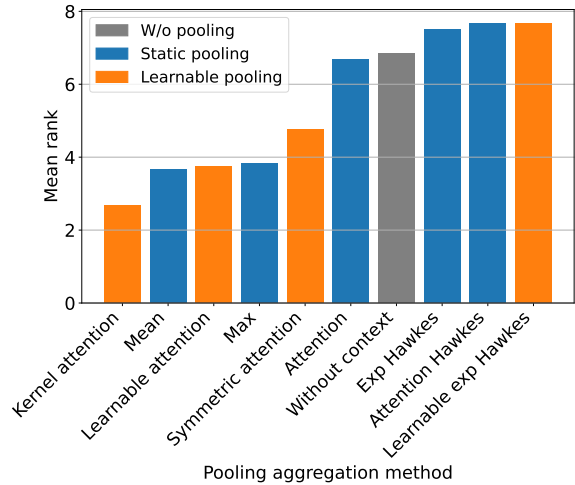 8
6
4
2
0
Mean rank
W/o pooling
Static pooling
Learnable pooling
Kernel attention
Mean
Learnable attention
Max
Symmetric attention
Attention
Without context
Exp Hawkes
Attention Hawkes
Learnable exp Hawkes
Pooling aggregation method